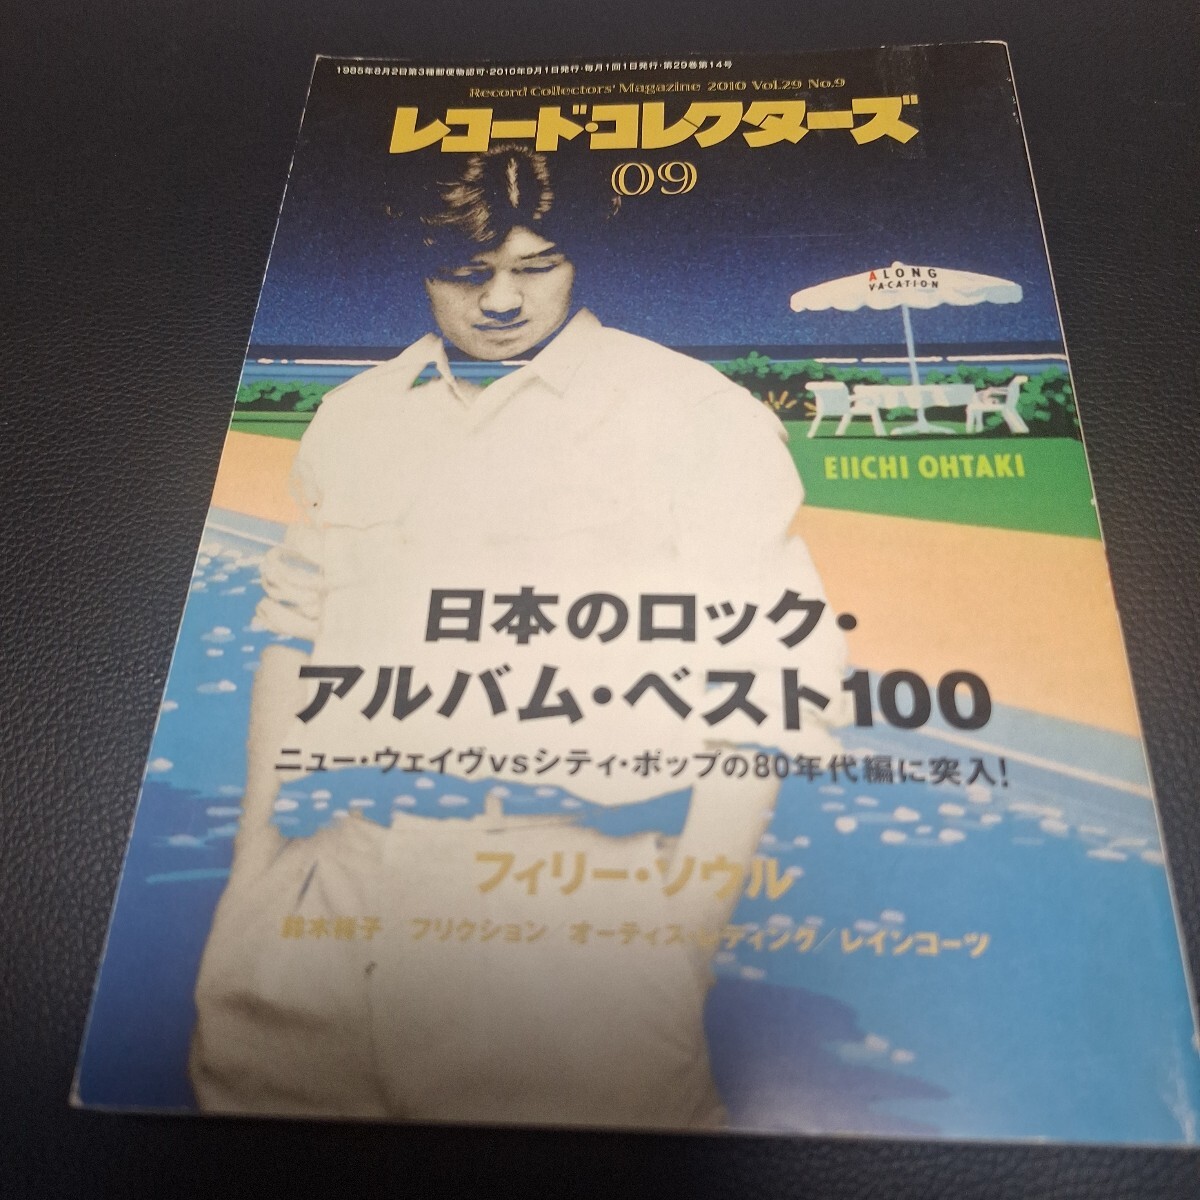 1985年8月2日第3種郵便物認可・2010年9月1日発行・毎月1回1日発行・第29巻第14号
Record Collectors' Magazine 2010 Vol.29 No.9
レコード・コレクターズ
09
A LONG
VACATION
EIICHI OHTAKI
日本のロック・
アルバム・ベスト100
ニュー・ウェイヴvsシティ・ポップの80年代編に突入!
フィリー・ソウル
フリクション／オーティス・レディング／レインコーツ